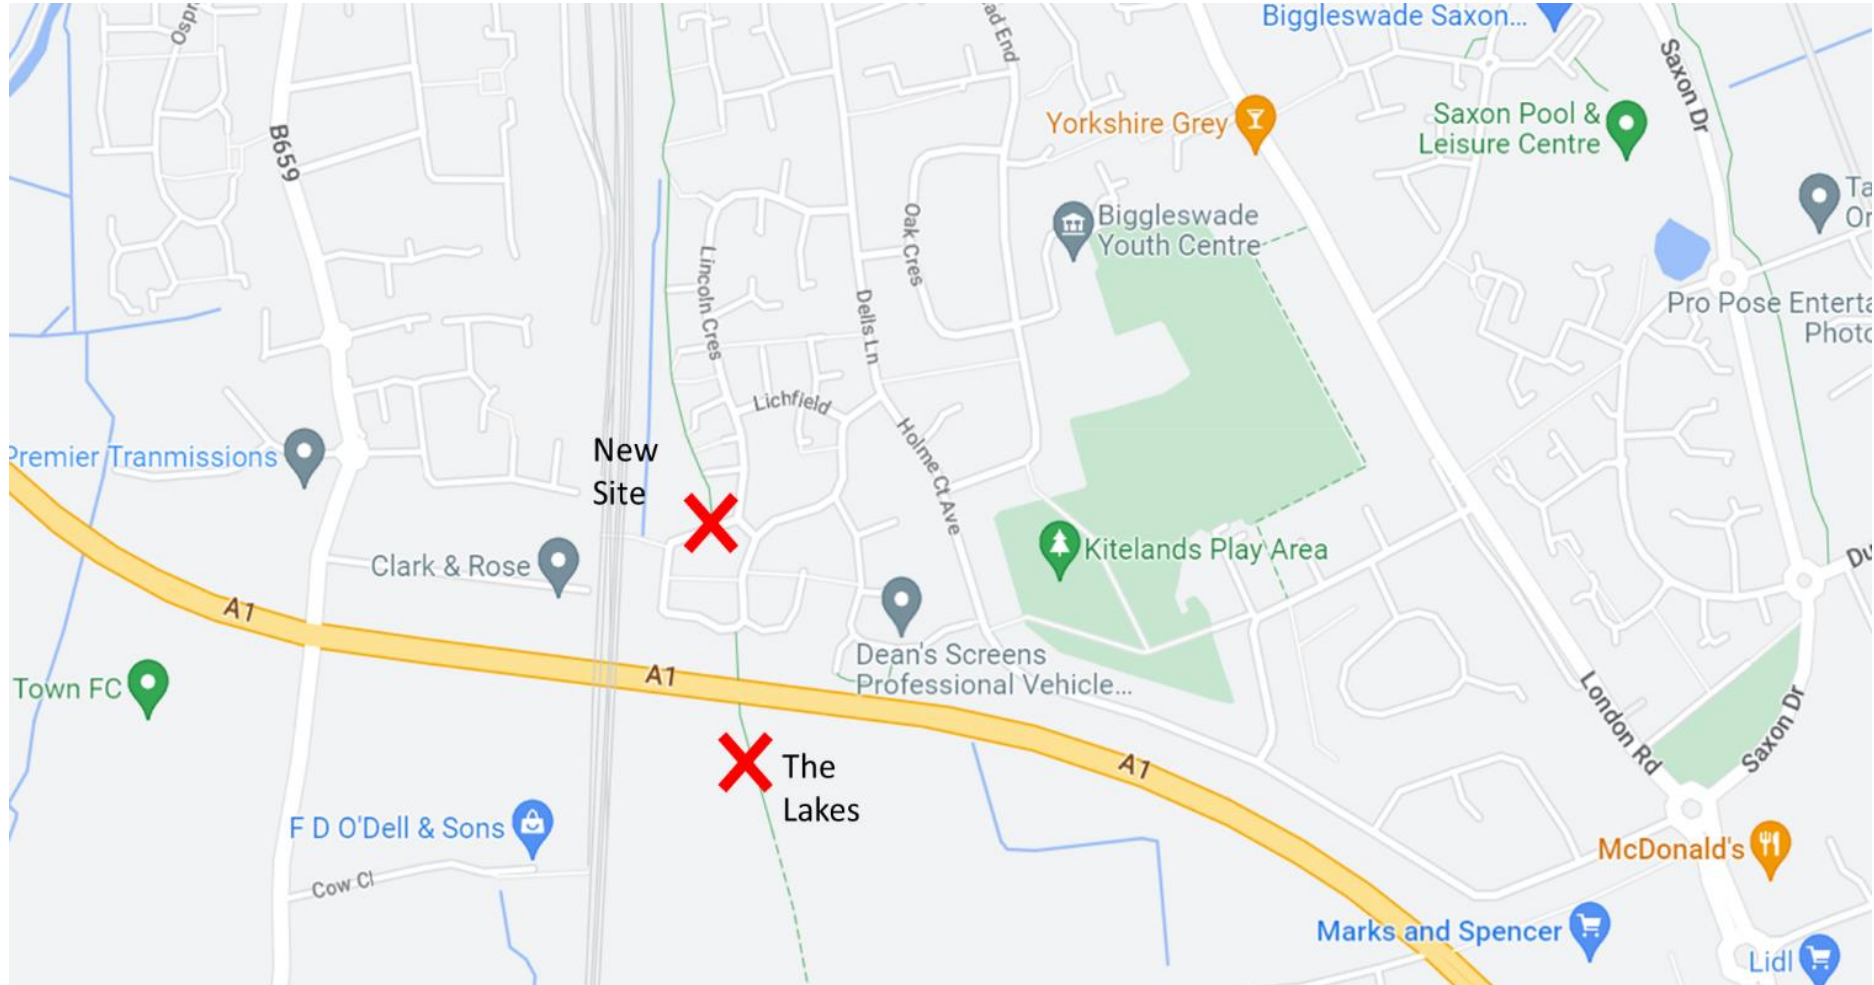 Biggleswade Saxon...
Saxon Dr
B659
Yorkshire Grey
Saxon Pool &
Leisure Centre
Biggleswade
Youth Centre
Oak Cres
Lincoln Cres
Dells Ln
Pro Pose Enterta
Photo
Lichfield
Holme Ct Ave
New
Site
Premier Tranmissions
Clark & Rose
Kitelands Play Area
A1
A1
A1
Dean's Screens
Professional Vehicle...
Town FC
London Rd
Saxon Dr
The
Lakes
F D O'Dell & Sons
Cow Cl
McDonald's
Marks and Spencer
Lidl